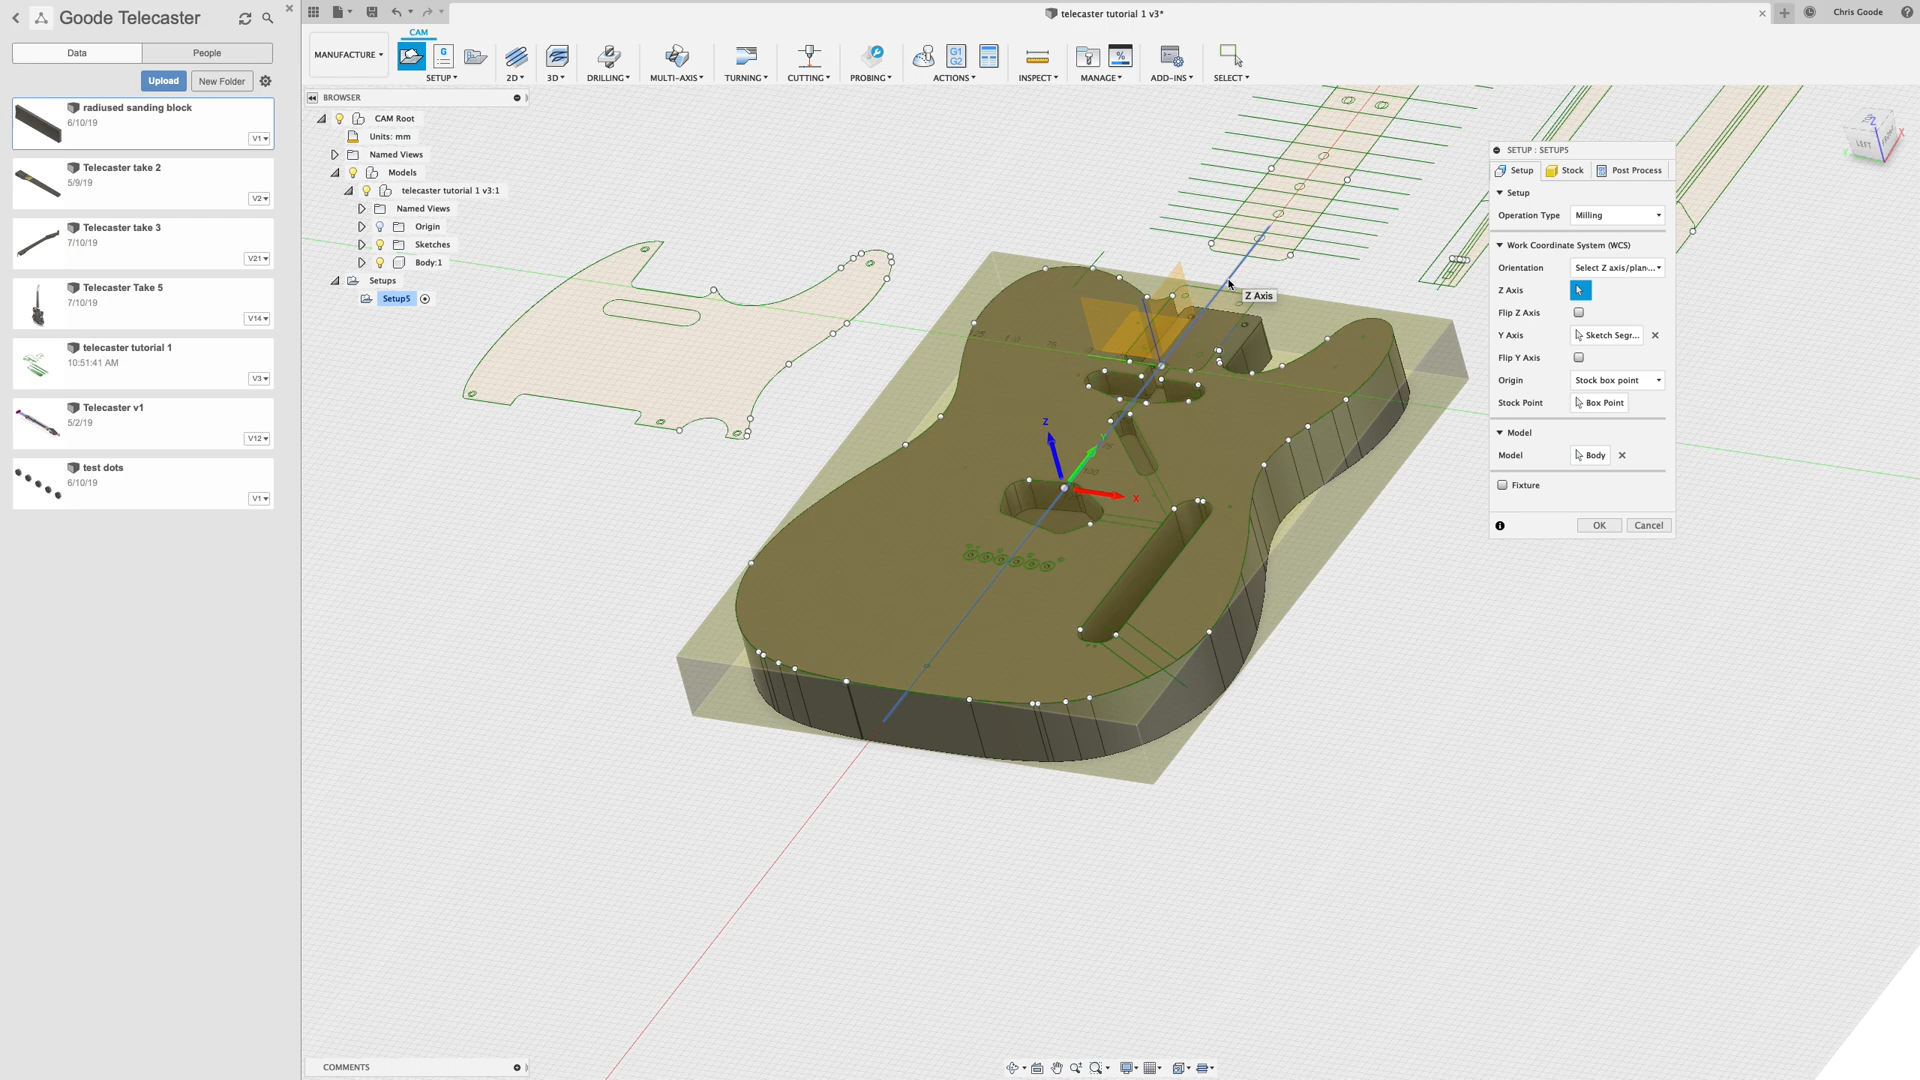 Goode Telecaster
Data
People
Upload
New Folder
radiused sanding block
6/10/19
V1
Telecaster take 2
5/9/19
V2
Telecaster take 3
7/10/19
V21
Telecaster Take 5
7/10/19
V14
telecaster tutorial 1
10:51:41 AM
V3
Telecaster v1
5/2/19
V12
test dots
6/10/19
V1
telecaster tutorial 1 v3*
Chris Goode
MANUFACTURE
CAM
G
G1
G2
%
SETUP
2D
3D
DRILLING
MULTI-AXIS
TURNING
CUTTING
PROBING
ACTIONS
INSPECT
MANAGE
ADD-INS
SELECT
BROWSER
CAM Root
Units: mm
Named Views
Models
telecaster tutorial 1 v3:1
Named Views
Origin
Sketches
Body:1
Setups
Setup5
Z Axis
Z
Y
X
Z
X
LEFT
SETUP : SETUP5
Setup
Stock
Post Process
Setup
Operation Type
Milling
Work Coordinate System (WCS)
Orientation
Select Z axis/plan...
Z Axis
Flip Z Axis
Y Axis
Sketch Segr...
Flip Y Axis
Origin
Stock box point
Stock Point
Box Point
Model
Model
Body
Fixture
OK
Cancel
COMMENTS